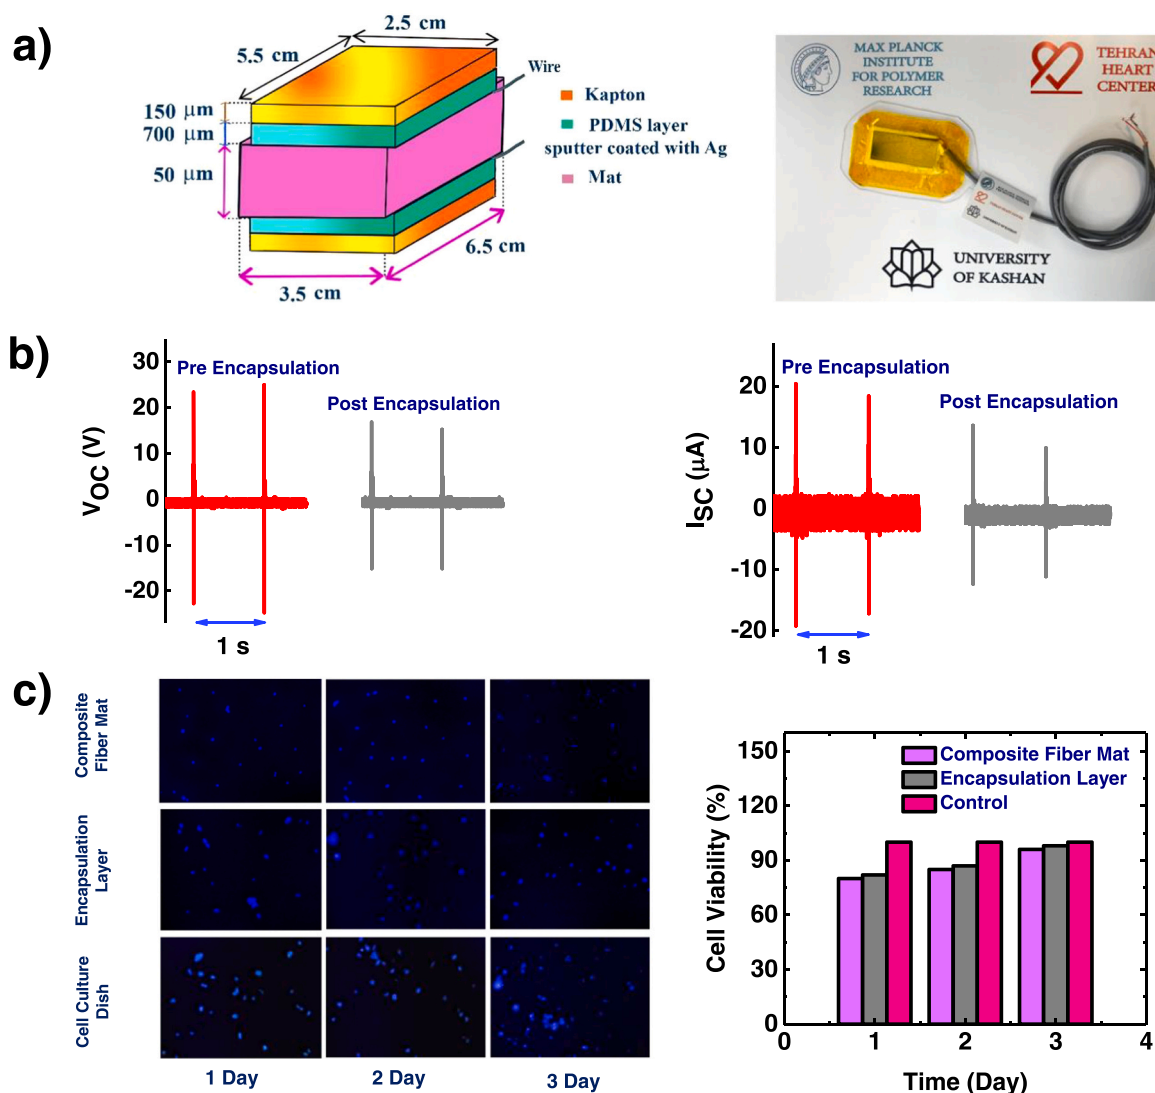 a)
2.5 cm
5.5 cm
Wire
150 μm
700 μm
50 μm
Kapton
PDMS layer
sputter coated with Ag
Mat
6.5 cm
3.5 cm
MAX PLANCK
INSTITUTE
FOR POLYMER
RESEARCH
TEHRAN
HEART
CENTER
UNIVERSITY
OF KASHAN
b)
Pre Encapsulation
Post Encapsulation
VOC (V)
30
20
10
0
-10
-20
1 s
Pre Encapsulation
Post Encapsulation
ISC (μA)
20
10
0
-10
-20
1 s
c)
Composite
Fiber Mat
Encapsulation
Layer
Cell Culture
Dish
1 Day
2 Day
3 Day
Composite Fiber Mat
Encapsulation Layer
Control
Cell Viability (%)
150
120
90
60
30
0
0
1
2
3
4
Time (Day)